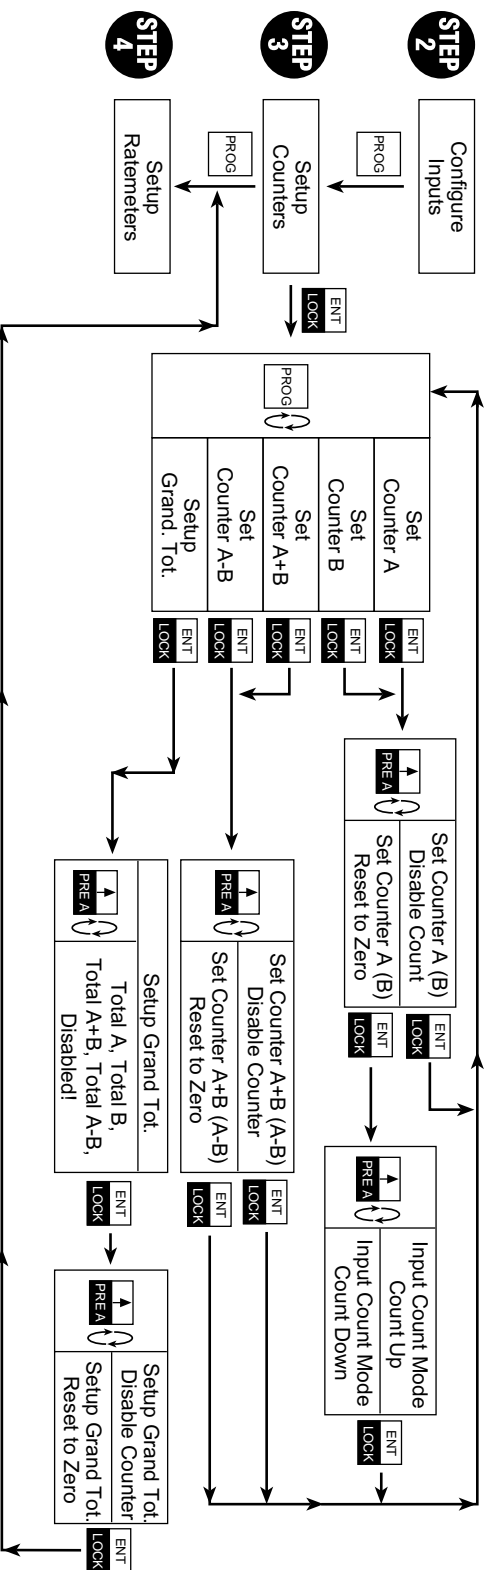 STEP
2
Configure
Inputs
PROG
STEP
3
Setup
Counters
ENT
LOCK
PROG
STEP
4
Setup
Ratemeters
PROG
Set
Counter A
ENT
LOCK
Set
Counter B
ENT
LOCK
Set
Counter A+B
ENT
LOCK
Set
Counter A-B
ENT
LOCK
Setup
Grand. Tot.
ENT
LOCK
PRE A
Set Counter A (B)
Disable Count
ENT
LOCK
Set Counter A (B)
Reset to Zero
ENT
LOCK
PRE A
Input Count Mode
Count Up
Input Count Mode
Count Down
ENT
LOCK
PRE A
Set Counter A+B (A-B)
Disable Counter
ENT
LOCK
Set Counter A+B (A-B)
Reset to Zero
ENT
LOCK
PRE A
Setup Grand Tot.
Total A, Total B,
Total A+B, Total A-B,
Disabled!
ENT
LOCK
PRE A
Setup Grand Tot.
Disable Counter
Setup Grand Tot.
Reset to Zero
ENT
LOCK